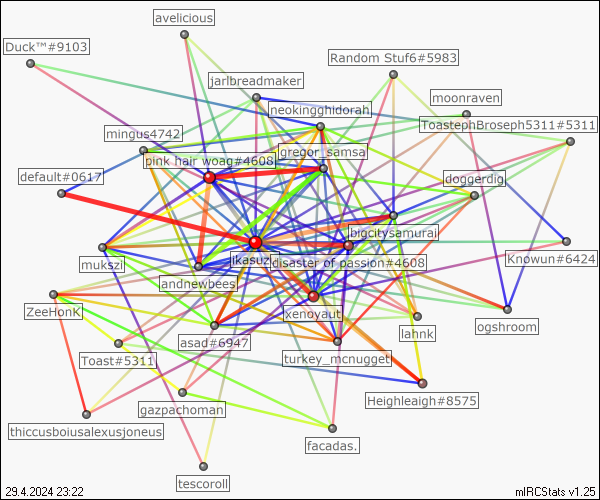 avelicious
Duck™#9103
Random Stuf6#5983
jarlbreadmaker
moonraven
neokingghidorah
ToastephBroseph5311#5311
mingus4742
gregor_samsa
pink hair woag#4608
default#0617
doggerdig
bigcitysamurai
jkasuz
disaster of passion#4608
Knowun#6424
mukszi
andnewbees
ZeeHonK
xenoyaut
lahnk
ogshroom
asad#6947
turkey_mcnugget
Toast#5311
Heighleaigh#8575
gazpachoman
thiccusboiusalexusjoneus
facadas.
tescoroll
29.4.2024 23:22
mIRCStats v1.25